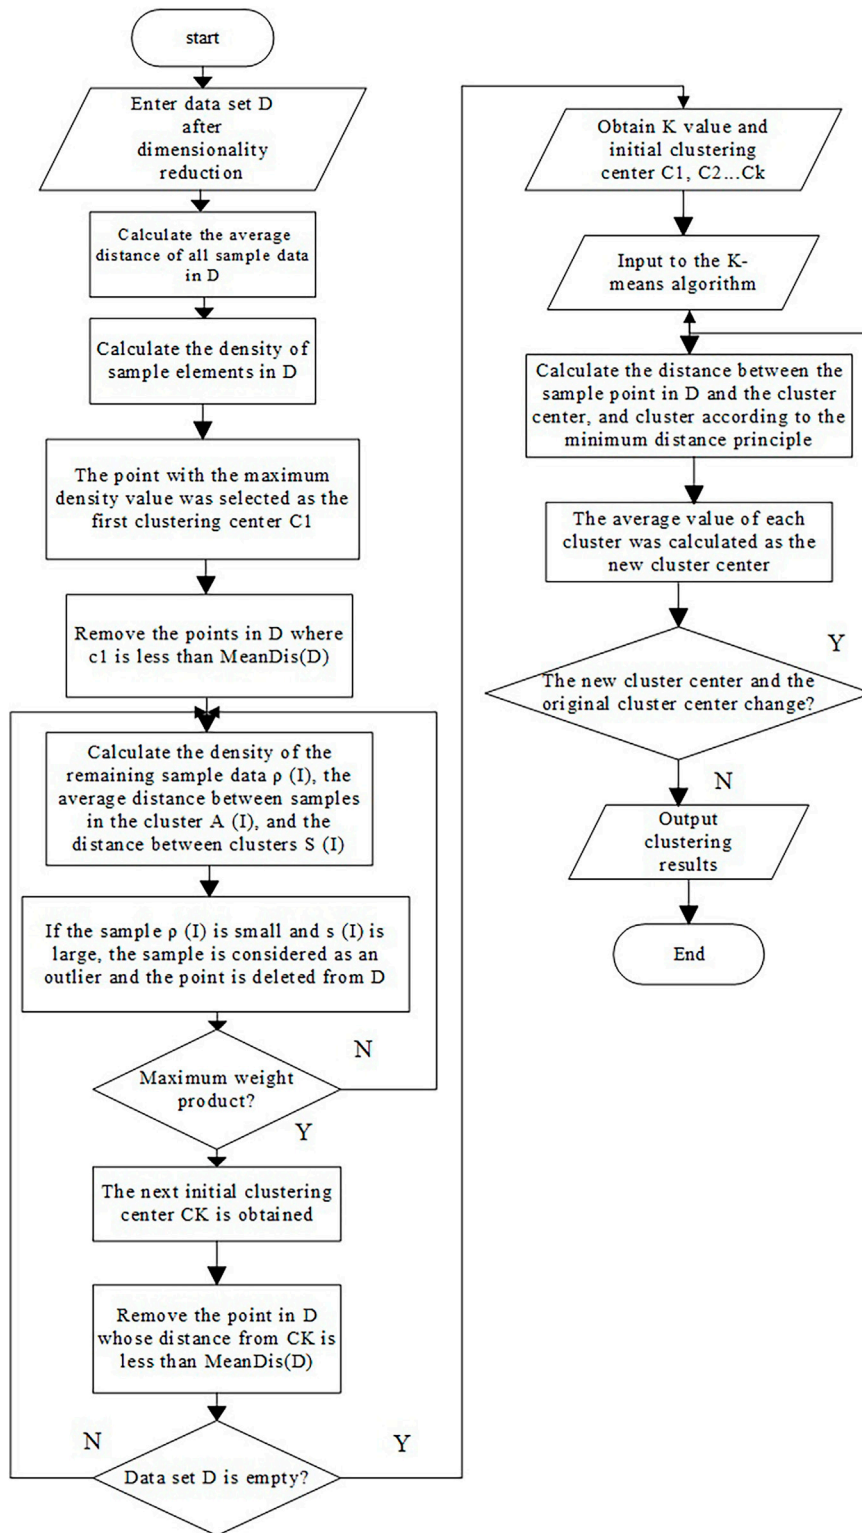 start
Enter data set D
after
dimensionality
reduction
Calculate the average
distance of all sample data
in D
Calculate the density of
sample elements in D
The point with the maximum
density value was selected as the
first clustering center C1
Remove the points in D where
c1 is less than MeanDis(D)
Calculate the density of the
remaining sample data ρ (I), the
average distance between samples
in the cluster A (I), and the
distance between clusters S (I)
If the sample ρ (I) is small and s (I) is
large, the sample is considered as an
outlier and the point is deleted from D
N
Maximum weight
product?
Y
The next initial clustering
center CK is obtained
Remove the point in D
whose distance from CK is
less than MeanDis(D)
N
Y
Data set D is empty?
Obtain K value and
initial clustering
center C1, C2...Ck
Input to the K-
means algorithm
Calculate the distance between the
sample point in D and the cluster
center, and cluster according to the
minimum distance principle
The average value of each
cluster was calculated as the
new cluster center
Y
The new cluster center and the
original cluster center change?
N
Output
clustering
results
End